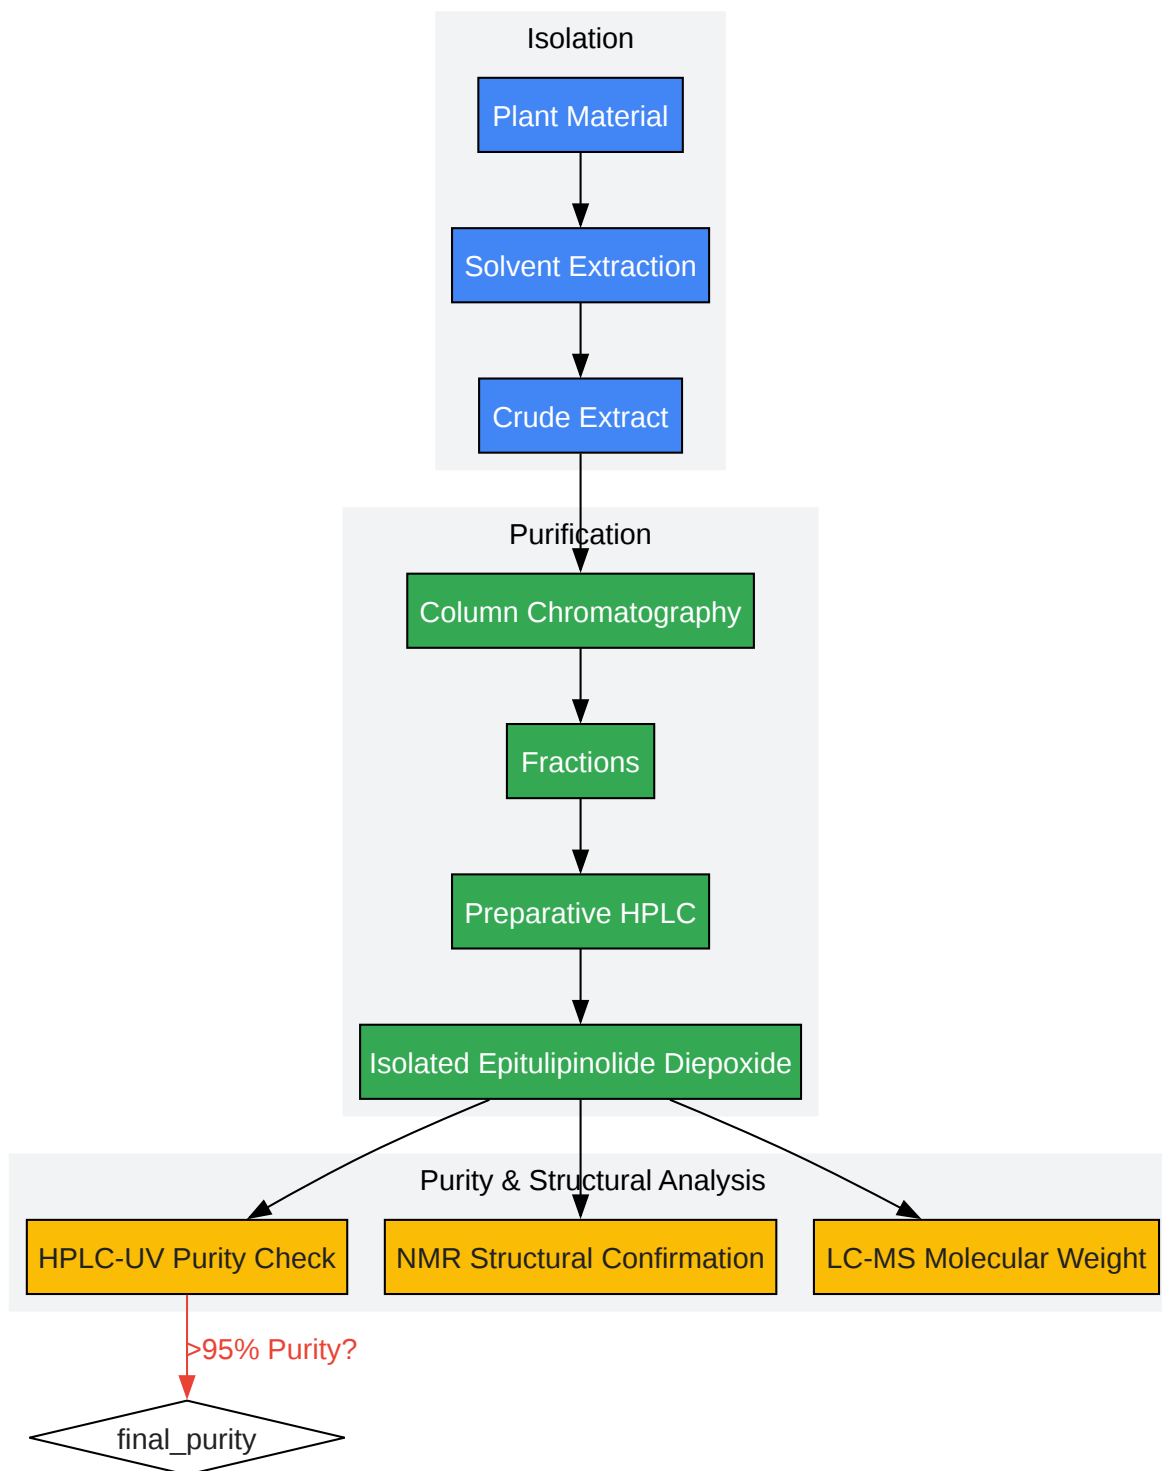 Isolation
Plant Material
Solvent Extraction
Crude Extract
Purification
Column Chromatography
Fractions
Preparative HPLC
Isolated Epitulipinolide Diepoxide
Purity & Structural Analysis
HPLC-UV Purity Check
NMR Structural Confirmation
LC-MS Molecular Weight
>95% Purity?
final_purity